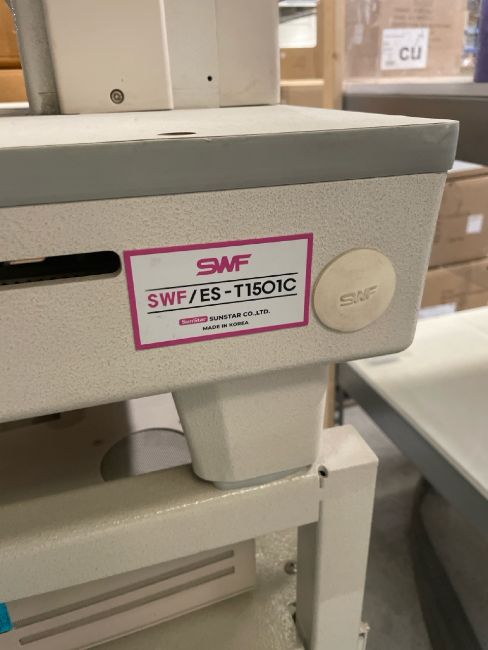 cu
SWF
SWF/ES-T1501C
SunStar SUNSTAR CO.,LTD.
MADE IN KOREA
SWF